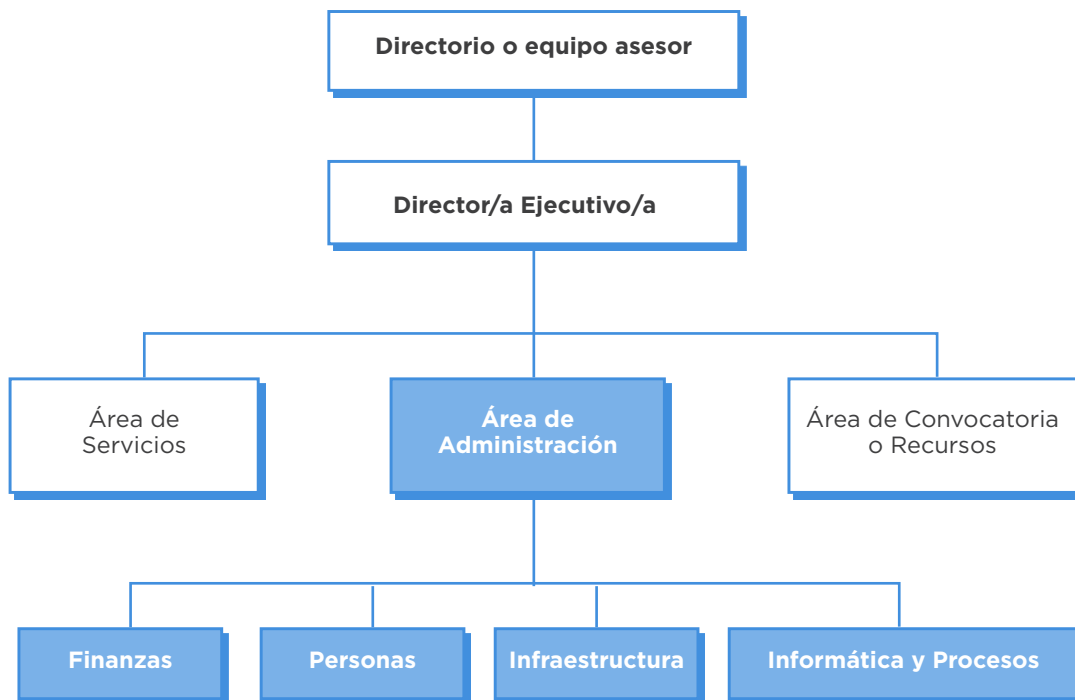 Directorio o equipo asesor
Director/a Ejecutivo/a
Área de
Servicios
Área de
Administración
Área de Convocatoria
o Recursos
Finanzas
Personas
Infraestructura
Informática y Procesos